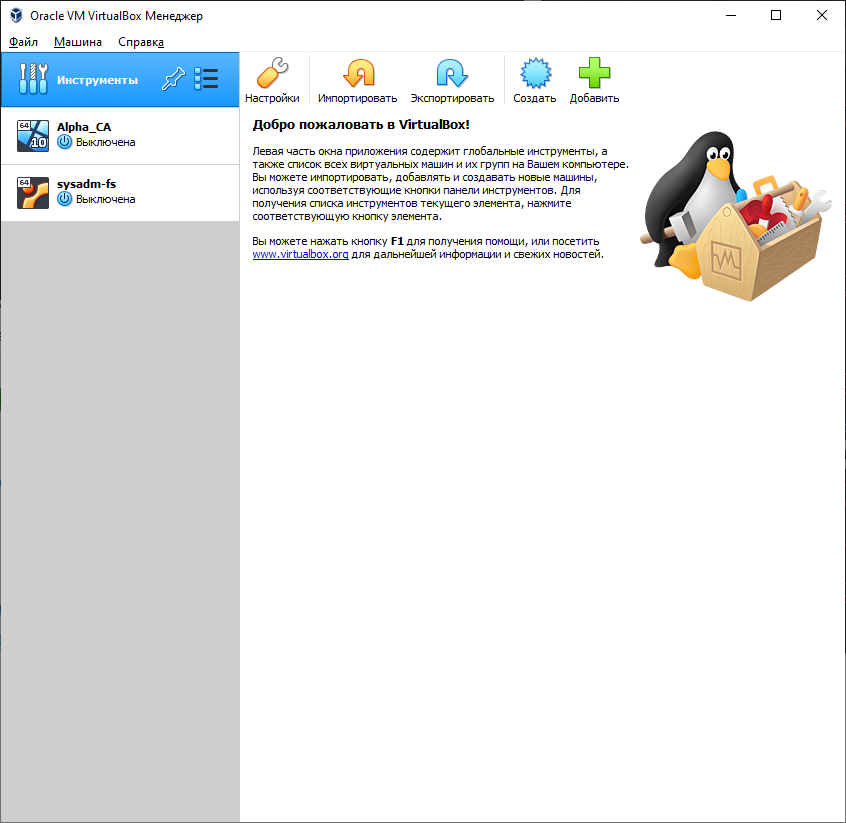 Oracle VM VirtualBox Менеджер
Файл Машина Справка
Инструменты
Настройки Импортировать Экспортировать Создать Добавить
64 10
Alpha_CA
Выключена
64
sysadm-fs
Выключена
Добро пожаловать в VirtualBox!
Левая часть окна приложения содержит глобальные инструменты, а
также список всех виртуальных машин и их групп на Вашем компьютере.
Вы можете импортировать, добавлять и создавать новые машины,
используя соответствующие кнопки панели инструментов. Для
получения списка инструментов текущего элемента, нажмите
соответствующую кнопку элемента.
Вы можете нажать кнопку F1 для получения помощи, или посетить
www.virtualbox.org для дальнейшей информации и свежих новостей.